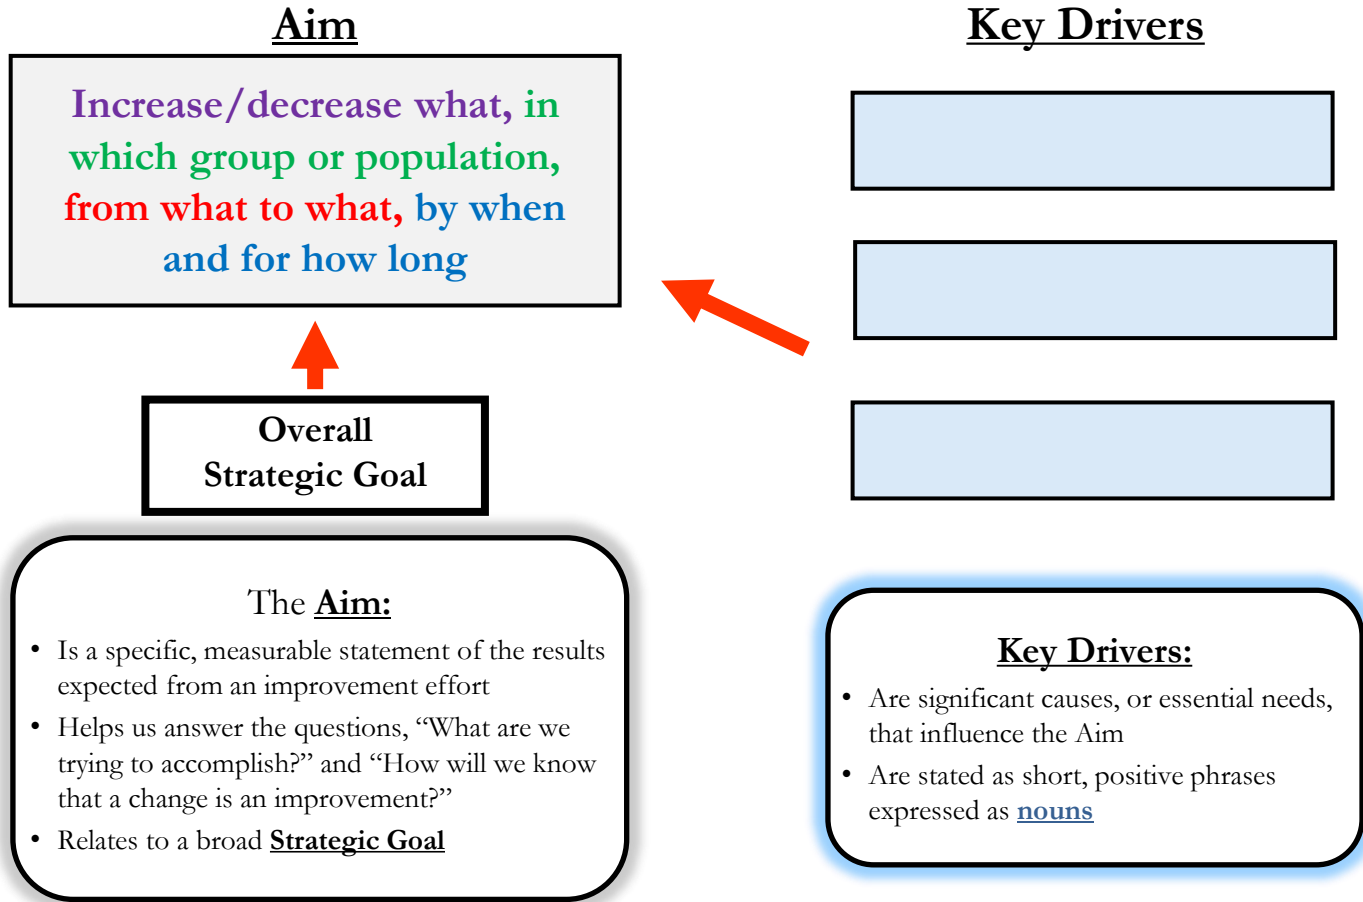 Aim
Increase/decrease what, in
which group or population,
from what to what, by when
and for how long
Overall
Strategic Goal
The Aim:
• Is a specific, measurable statement of the results
expected from an improvement effort
• Helps us answer the questions, “What are we
trying to accomplish?” and “How will we know
that a change is an improvement?”
• Relates to a broad Strategic Goal
Key Drivers
Key Drivers:
• Are significant causes, or essential needs,
that influence the Aim
• Are stated as short, positive phrases
expressed as nouns